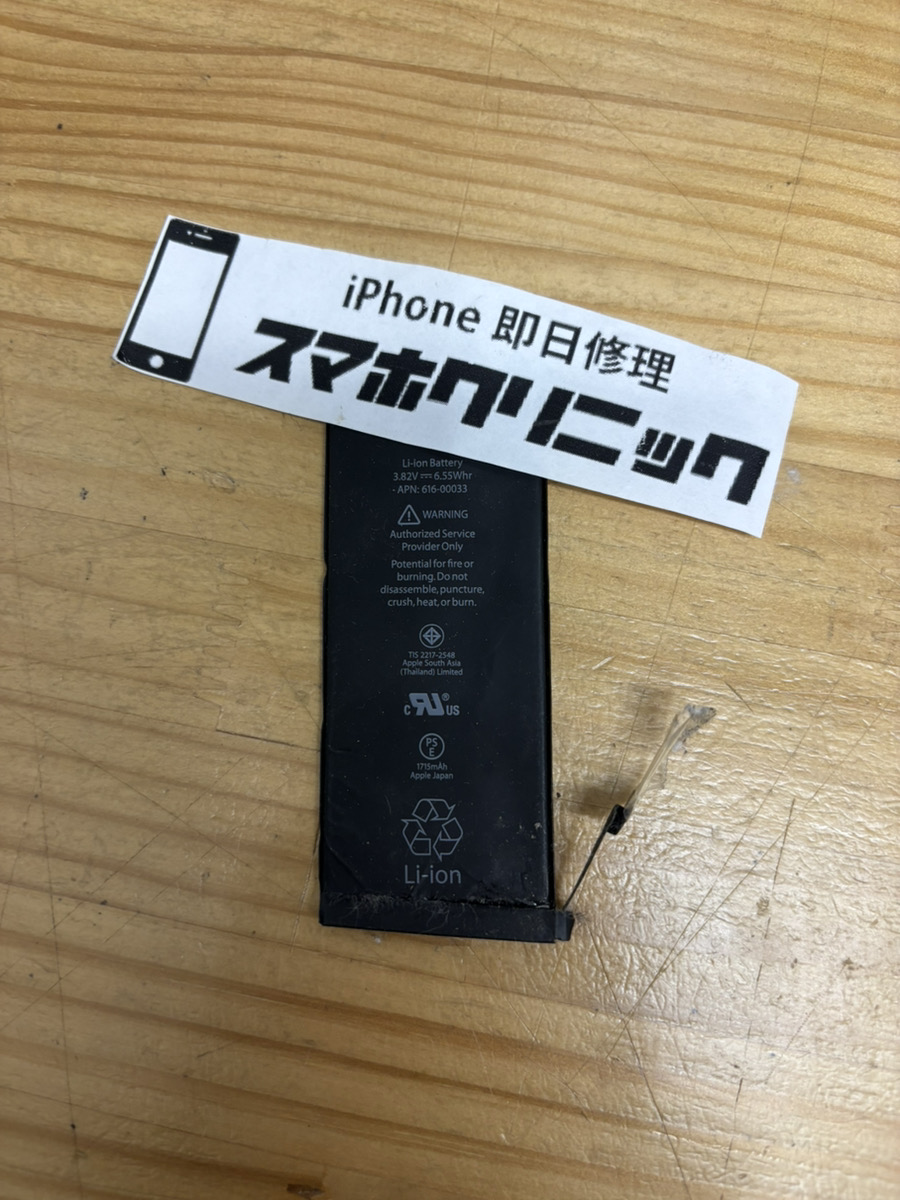 iPhone 即日修理
スマホクリニック
Li-ion Battery
3.82V ⎓ 6.55Whr
- APN: 616-00033
⚠ WARNING
Authorized Service
Provider Only
Potential for fire or
burning. Do not
disassemble, puncture,
crush, heat, or burn.
TIS 2217-2548
Apple South Asia
(Thailand) Limited
c RU® US
PS
E
1715mAh
Apple Japan
Li-ion